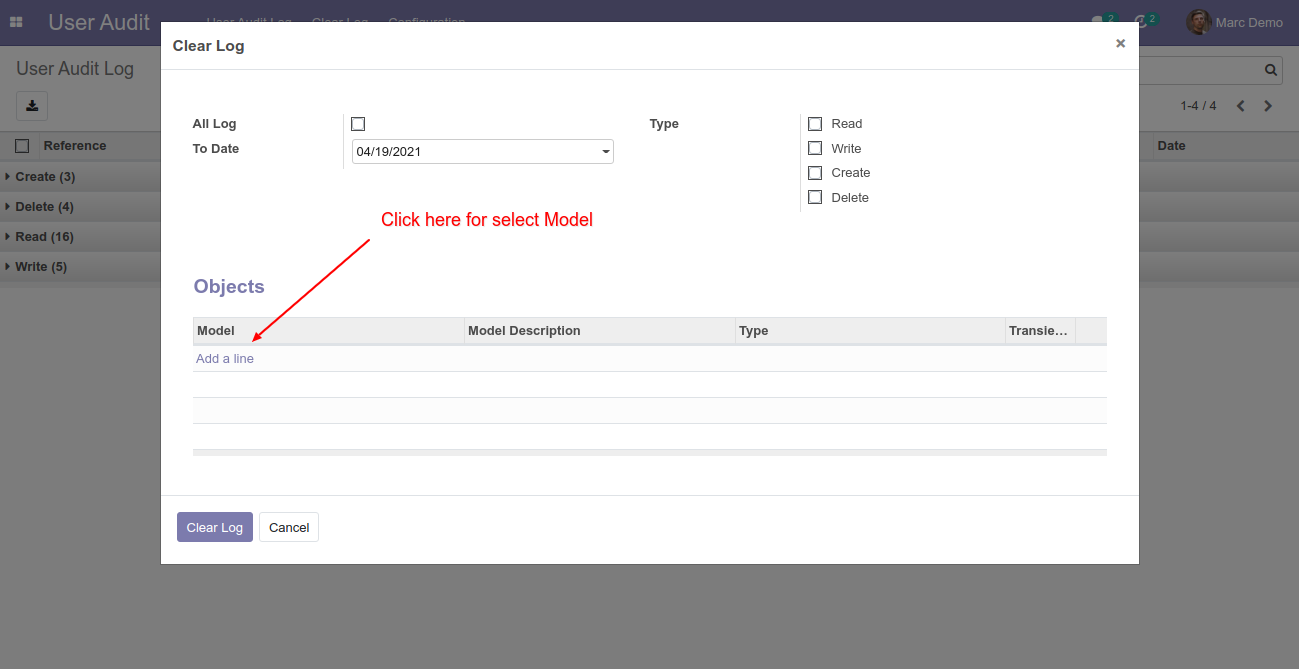 User Audit
User Audit Log Clear Log Configuration
2 2 Marc Demo
Clear Log
×
User Audit Log
1-4 / 4
Reference
Date
Create (3)
Delete (4)
Read (16)
Write (5)
All Log
To Date 04/19/2021
Type
Read
Write
Create
Delete
Click here for select Model
Objects
Model Model Description Type Transie...
Add a line
Clear Log Cancel